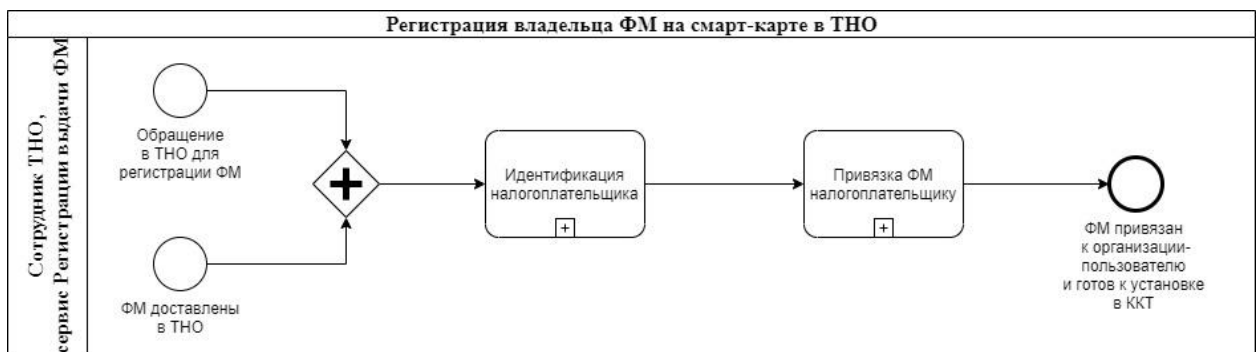 Регистрация владельца ФМ на смарт-карте в ТНО
Сотрудник ТНО,
сервис Регистрации выдачи ФМ
Обращение
в ТНО для
регистрации ФМ
ФМ доставлены
в ТНО
Идентификация
налогоплательщика
Привязка ФМ
налогоплательщику
ФМ привязан
к организации-
пользователю
и готов к установке
в ККТ